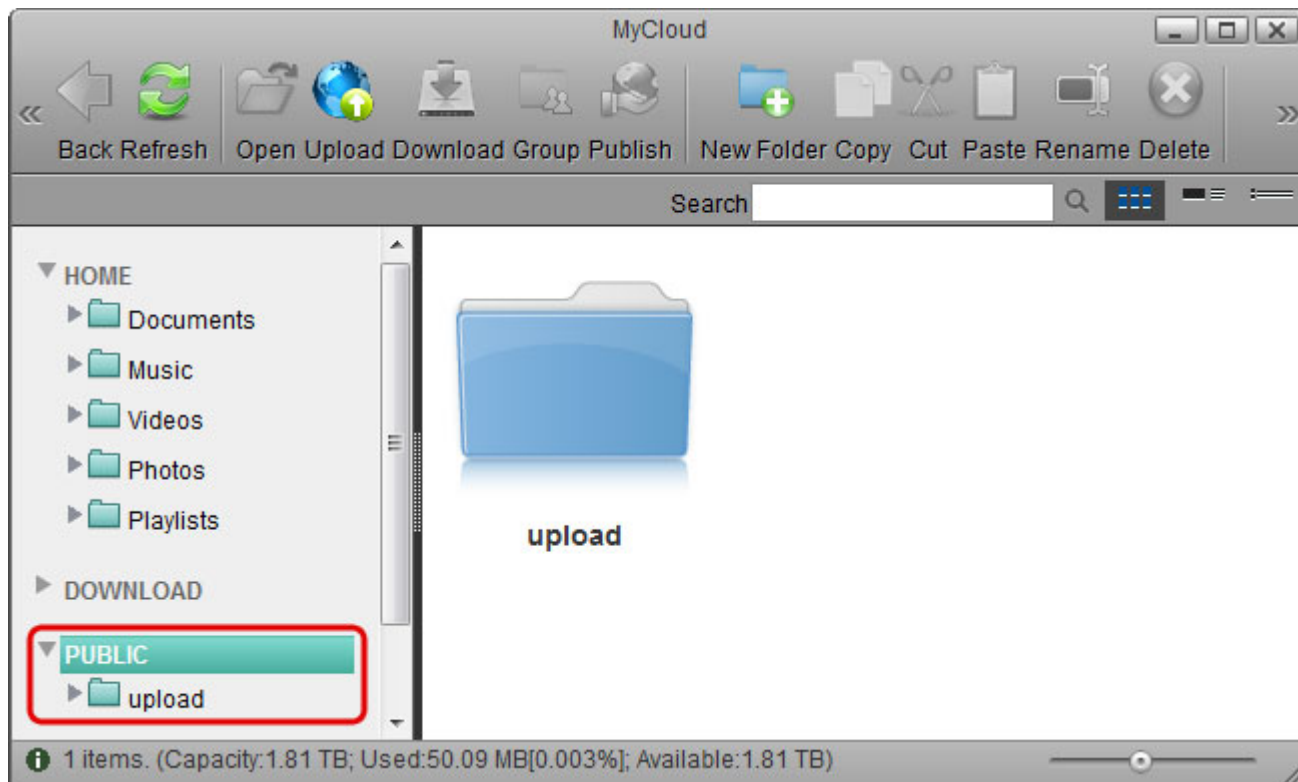 MyCloud
Back Refresh Open Upload Download Group Publish New Folder Copy Cut Paste Rename Delete
Search
HOME
Documents
Music
Videos
Photos
Playlists
DOWNLOAD
PUBLIC
upload
upload
1 items. (Capacity:1.81 TB; Used:50.09 MB[0.003%]; Available:1.81 TB)